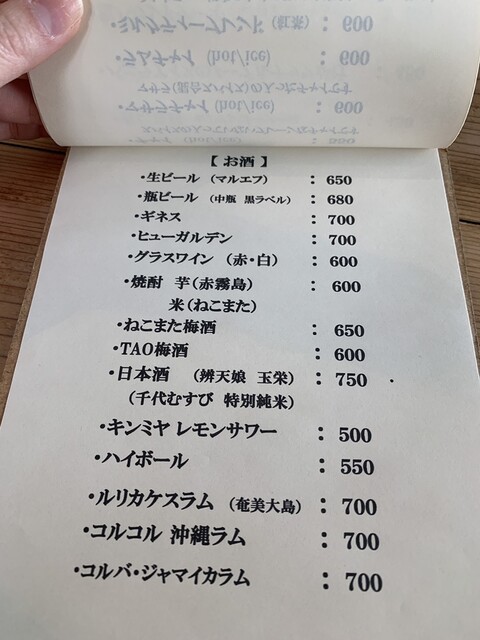 【お酒】
・生ビール （マルエフ） ： 650
・瓶ビール （中瓶 黒ラベル） ： 680
・ギネス ： 700
・ヒューガルデン ： 700
・グラスワイン （赤・白） ： 600
・焼酎 芋（赤霧島） ： 600
米（ねこまた）
・ねこまた梅酒 ： 650
・TAO梅酒 ： 600
・日本酒 （辨天娘 玉栄） ： 750
（千代むすび 特別純米）
・キンミヤ レモンサワー ： 500
・ハイボール ： 550
・ルリカケスラム （奄美大島） ： 700
・コルコル 沖縄ラム ： 700
・コルバ・ジャマイカラム ： 700